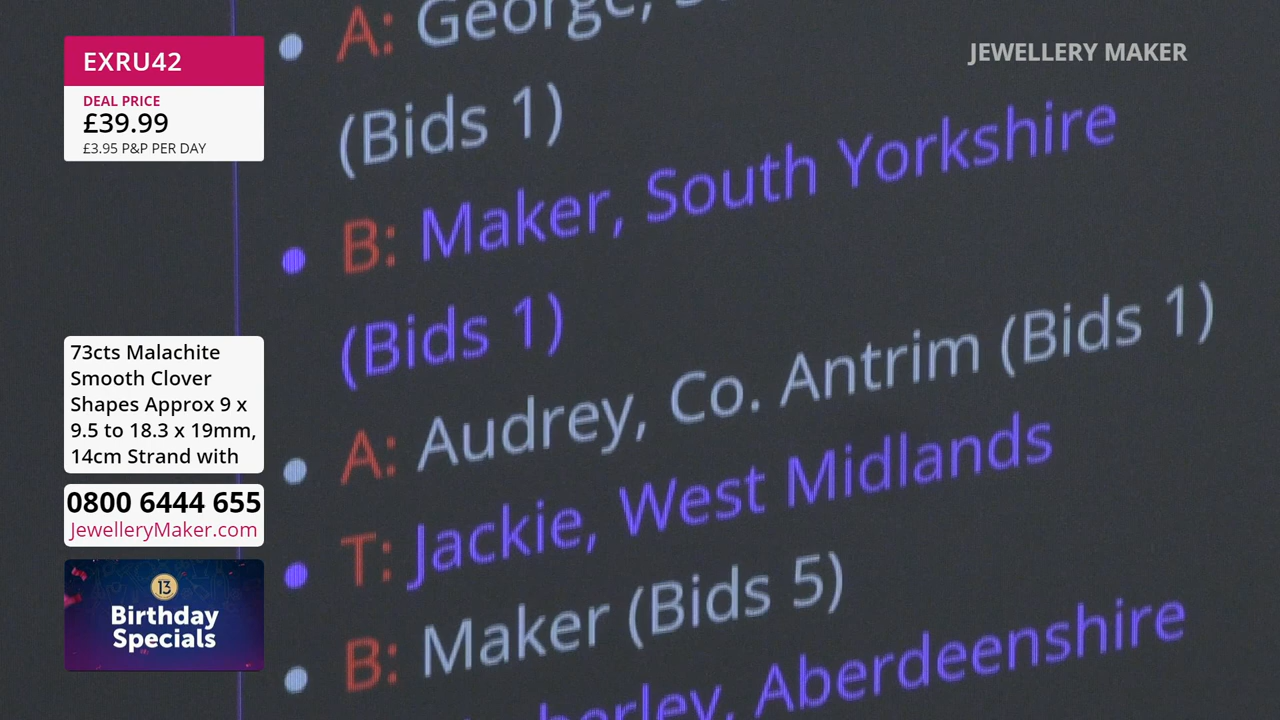 EXRU42
DEAL PRICE
£39.99
£3.95 P&P PER DAY
JEWELLERY MAKER
A: George,
(Bids 1)
B: Maker, South Yorkshire
(Bids 1)
A: Audrey, Co. Antrim (Bids 1)
T: Jackie, West Midlands
B: Maker (Bids 5)
Aberdeenshire
73cts Malachite
Smooth Clover
Shapes Approx 9 x
9.5 to 18.3 x 19mm,
14cm Strand with
0800 6444 655
JewelleryMaker.com
13
Birthday
Specials